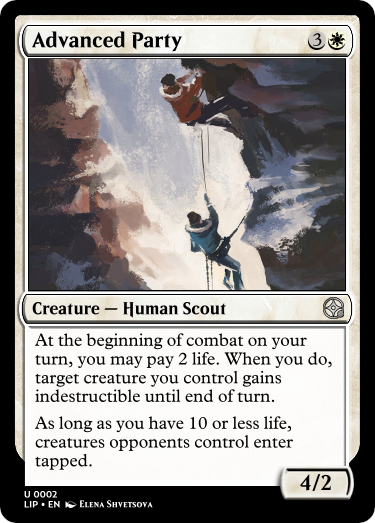 Advanced Party 3
Creature — Human Scout
At the beginning of combat on your
turn, you may pay 2 life. When you do,
target creature you control gains
indestructible until end of turn.
As long as you have 10 or less life,
creatures opponents control enter
tapped.
4/2
U 0002
LIP • EN Elena Shvetsova